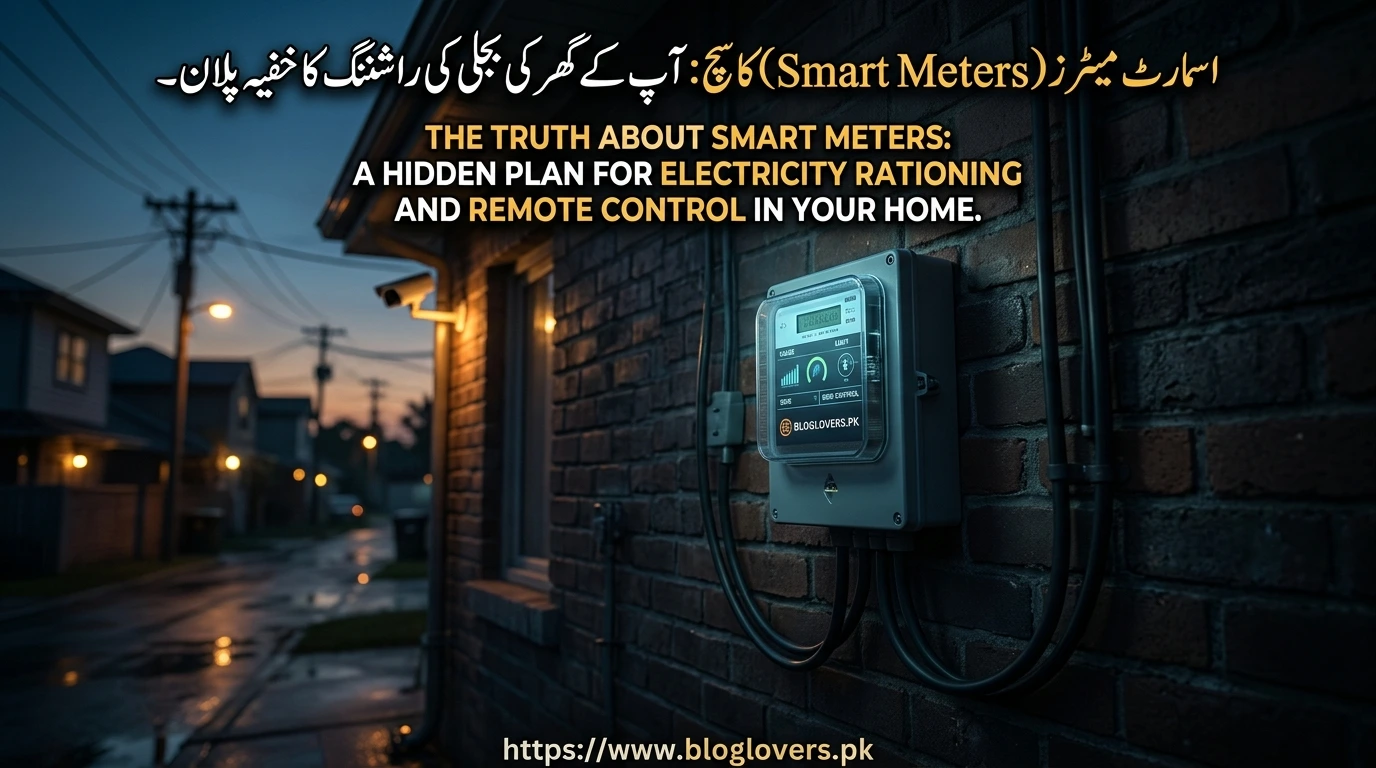 اسمارٹ میٹرز (Smart Meters) کا سچ: آپ کے گھر کی بجلی کی راشننگ کا خفیہ پلان۔
THE TRUTH ABOUT SMART METERS:
A HIDDEN PLAN FOR ELECTRICITY RATIONING
AND REMOTE CONTROL IN YOUR HOME.
BLOGLOVERS.PK
https://www.bloglovers.pk